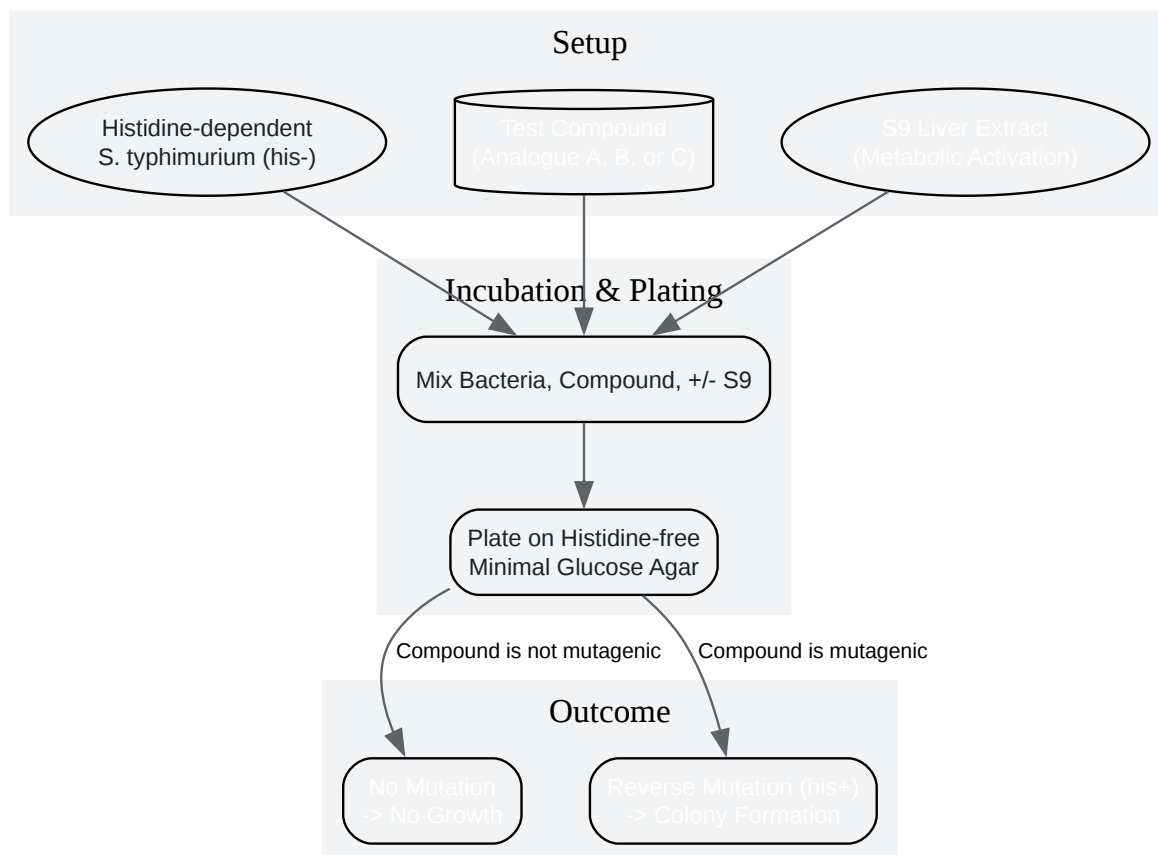 Setup
Histidine-dependent
S. typhimurium (his-)
Test Compound
(Analogue A, B, or C)
S9 Liver Extract
(Metabolic Activation)
Incubation & Plating
Mix Bacteria, Compound, +/- S9
Plate on Histidine-free
Minimal Glucose Agar
Compound is not mutagenic
Compound is mutagenic
Outcome
No Mutation
-> No Growth
Reverse Mutation (his+)
-> Colony Formation